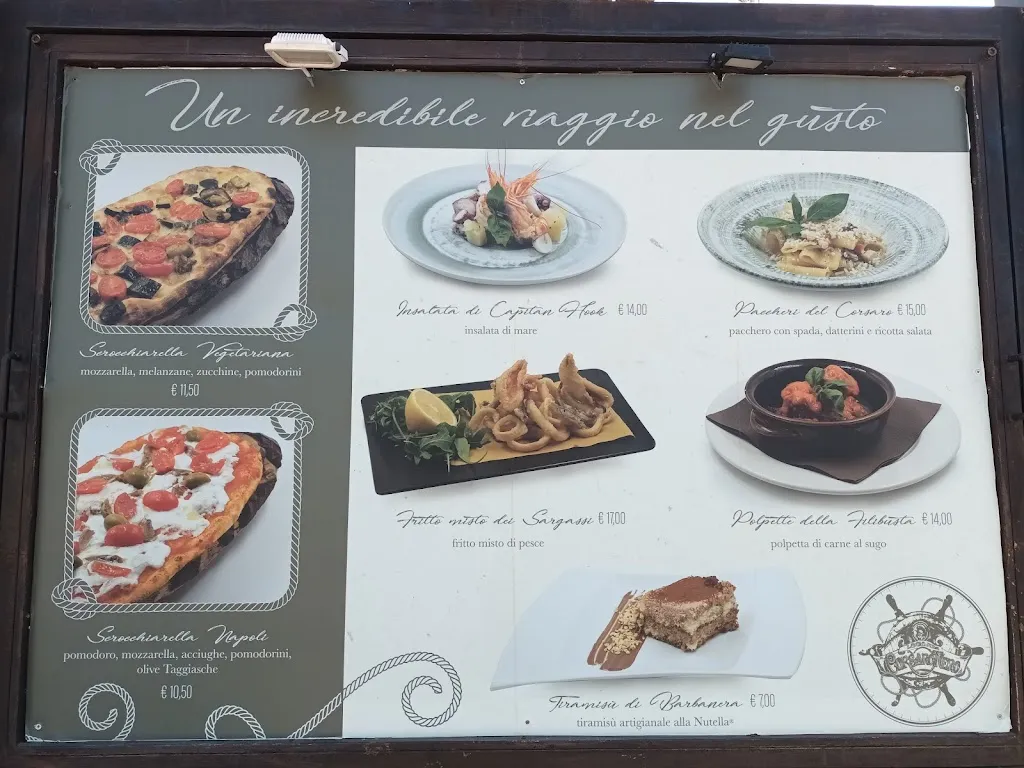 Un incredibile viaggio nel gusto
Scrocchiarella Vegetariana
mozzarella, melanzane, zucchine, pomodorini
€ 11,50
Scrocchiarella Napoli
pomodoro, mozzarella, acciughe, pomodorini,
olive Taggiasche
€ 10,50
Insalata di Capitan Hook € 14,00
insalata di mare
Paccheri del Corsaro € 15,00
pacchero con spada, datterini e ricotta salata
Fritto misto dei Sargassi € 17,00
fritto misto di pesce
Polpette della Filibusta € 14,00
polpetta di carne al sugo
Tiramisù di Barbanera € 7,00
tiramisù artigianale alla Nutella®